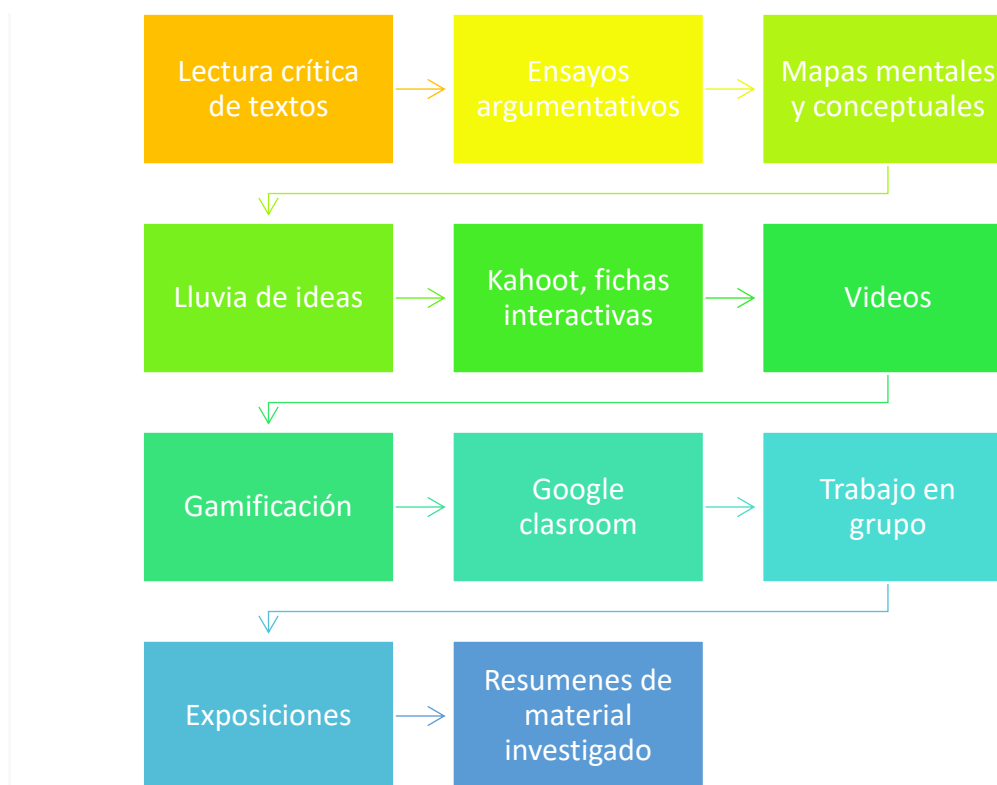 Lectura crítica
de textos
Ensayos
argumentativos
Mapas mentales
y conceptuales
Lluvia de ideas
Kahoot, fichas
interactivas
Videos
Gamificación
Google
clasroom
Trabajo en
grupo
Exposiciones
Resumenes de
material
investigado